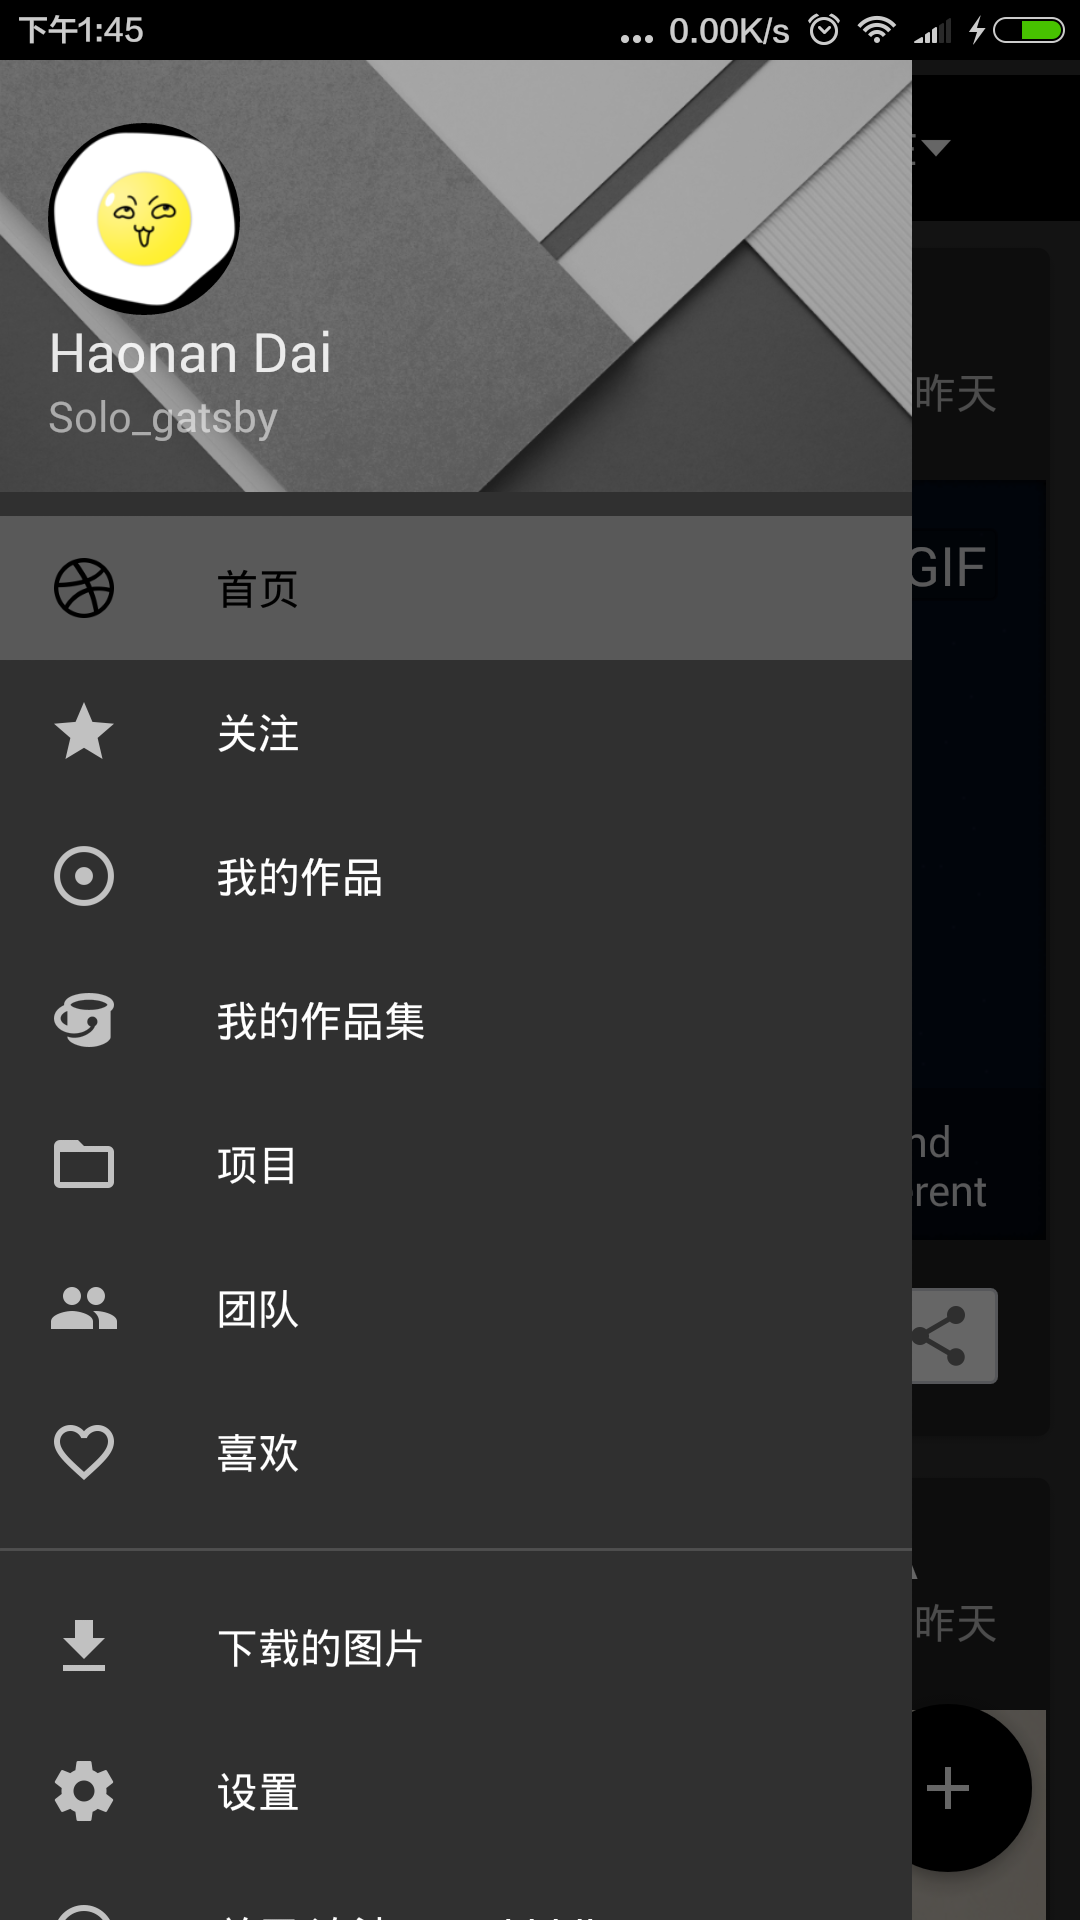 下午1:45
... 0.00K/s
Haonan Dai
Solo_gatsby
昨天
首页
GIF
关注
我的作品
我的作品集
项目
nd
rent
团队
喜欢
昨天
下载的图片
设置